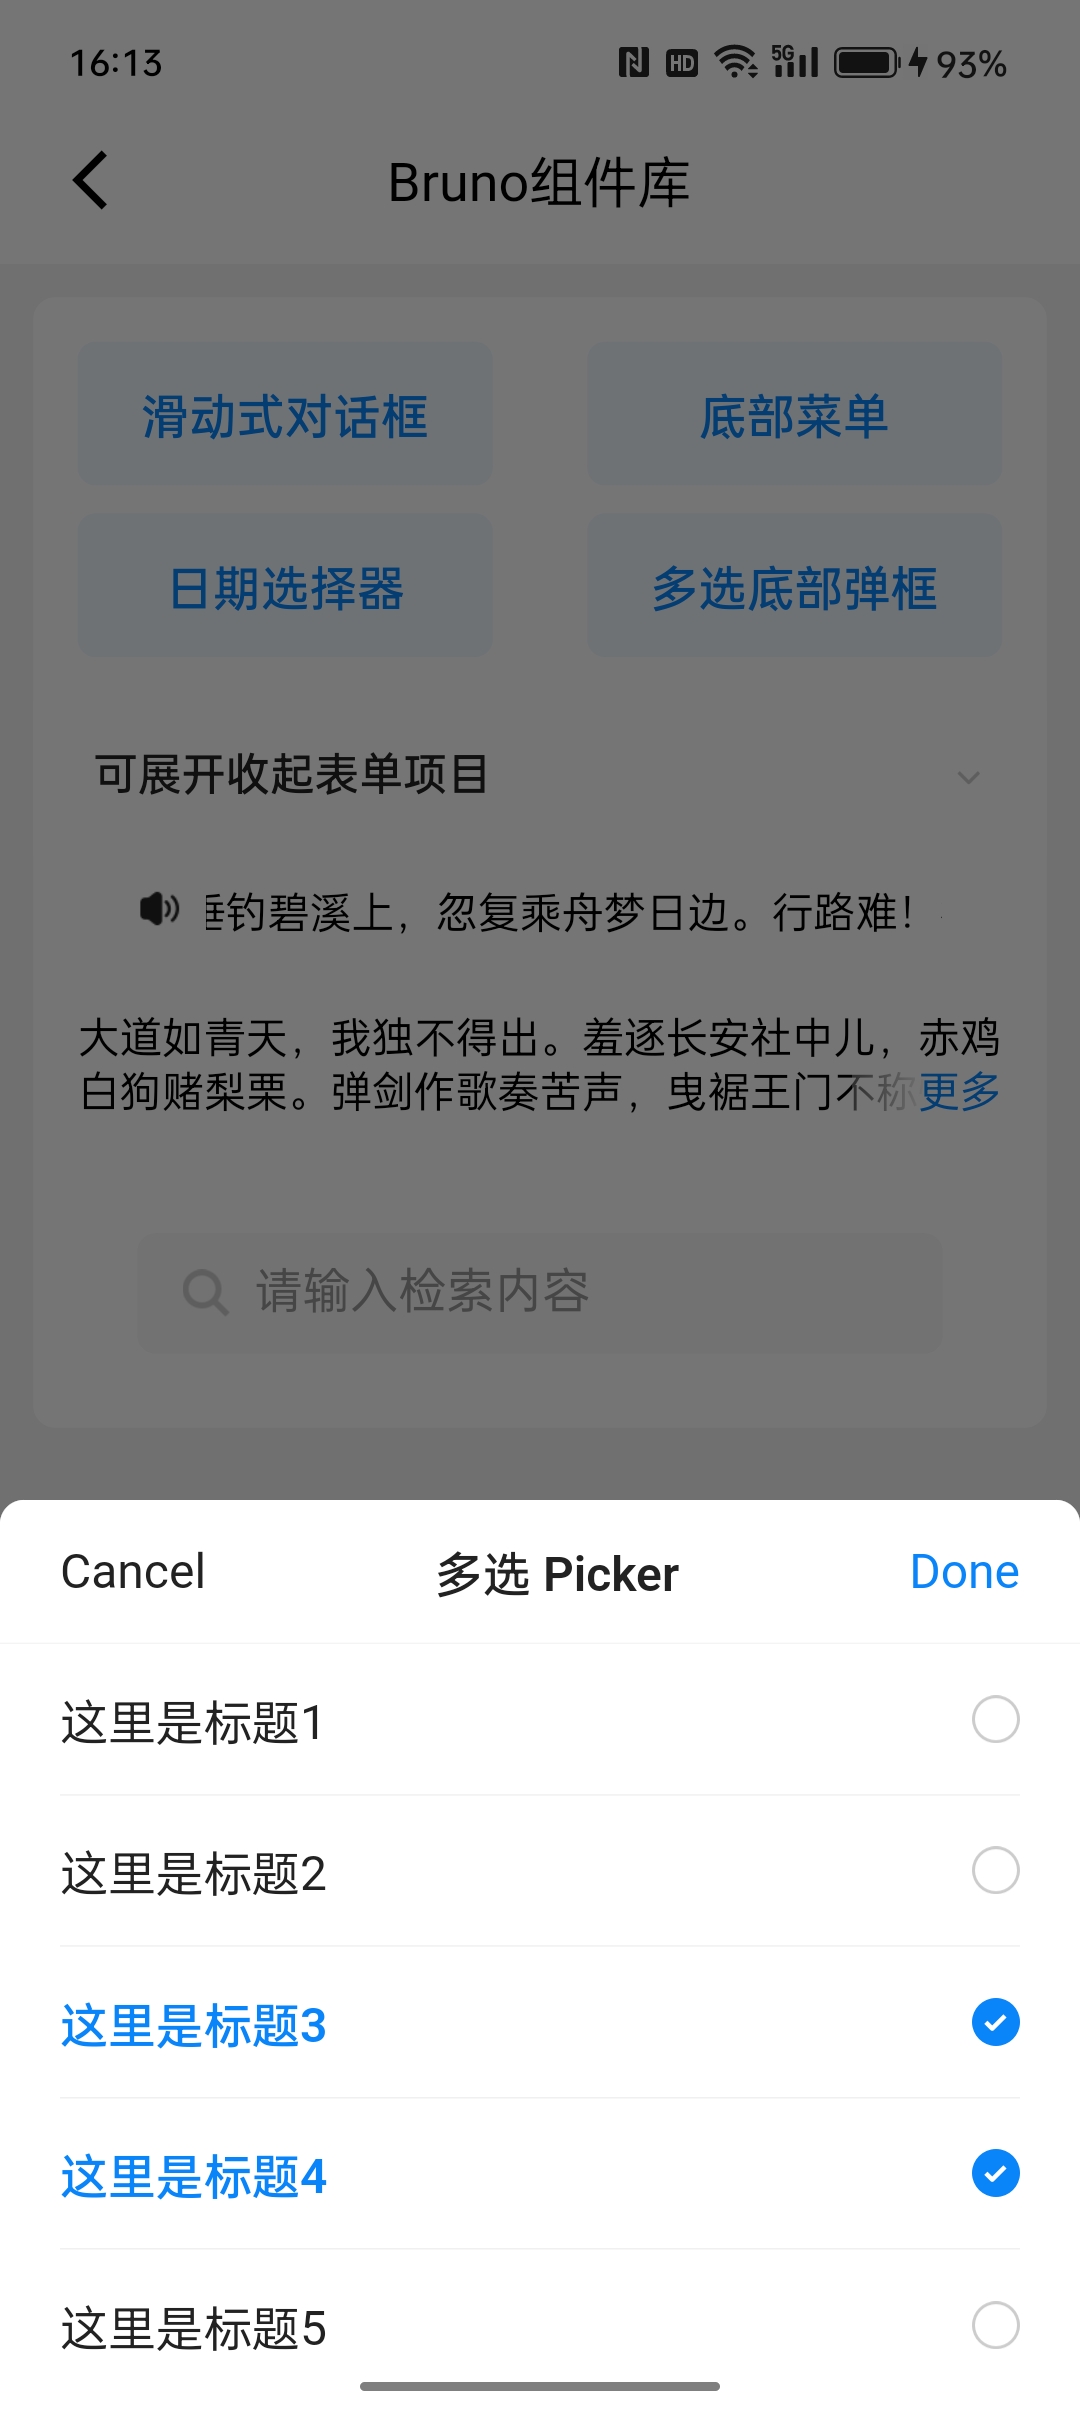 16:13
HD 5G 93%
Bruno组件库
滑动式对话框 底部菜单
日期选择器 多选底部弹框
可展开收起表单项目
垂钓碧溪上，忽复乘舟梦日边。行路难！
大道如青天，我独不得出。羞逐长安社中儿，赤鸡
白狗赌梨栗。弹剑作歌奏苦声，曳裾王门不称更多
请输入检索内容
Cancel 多选 Picker Done
这里是标题1
这里是标题2
这里是标题3
这里是标题4
这里是标题5